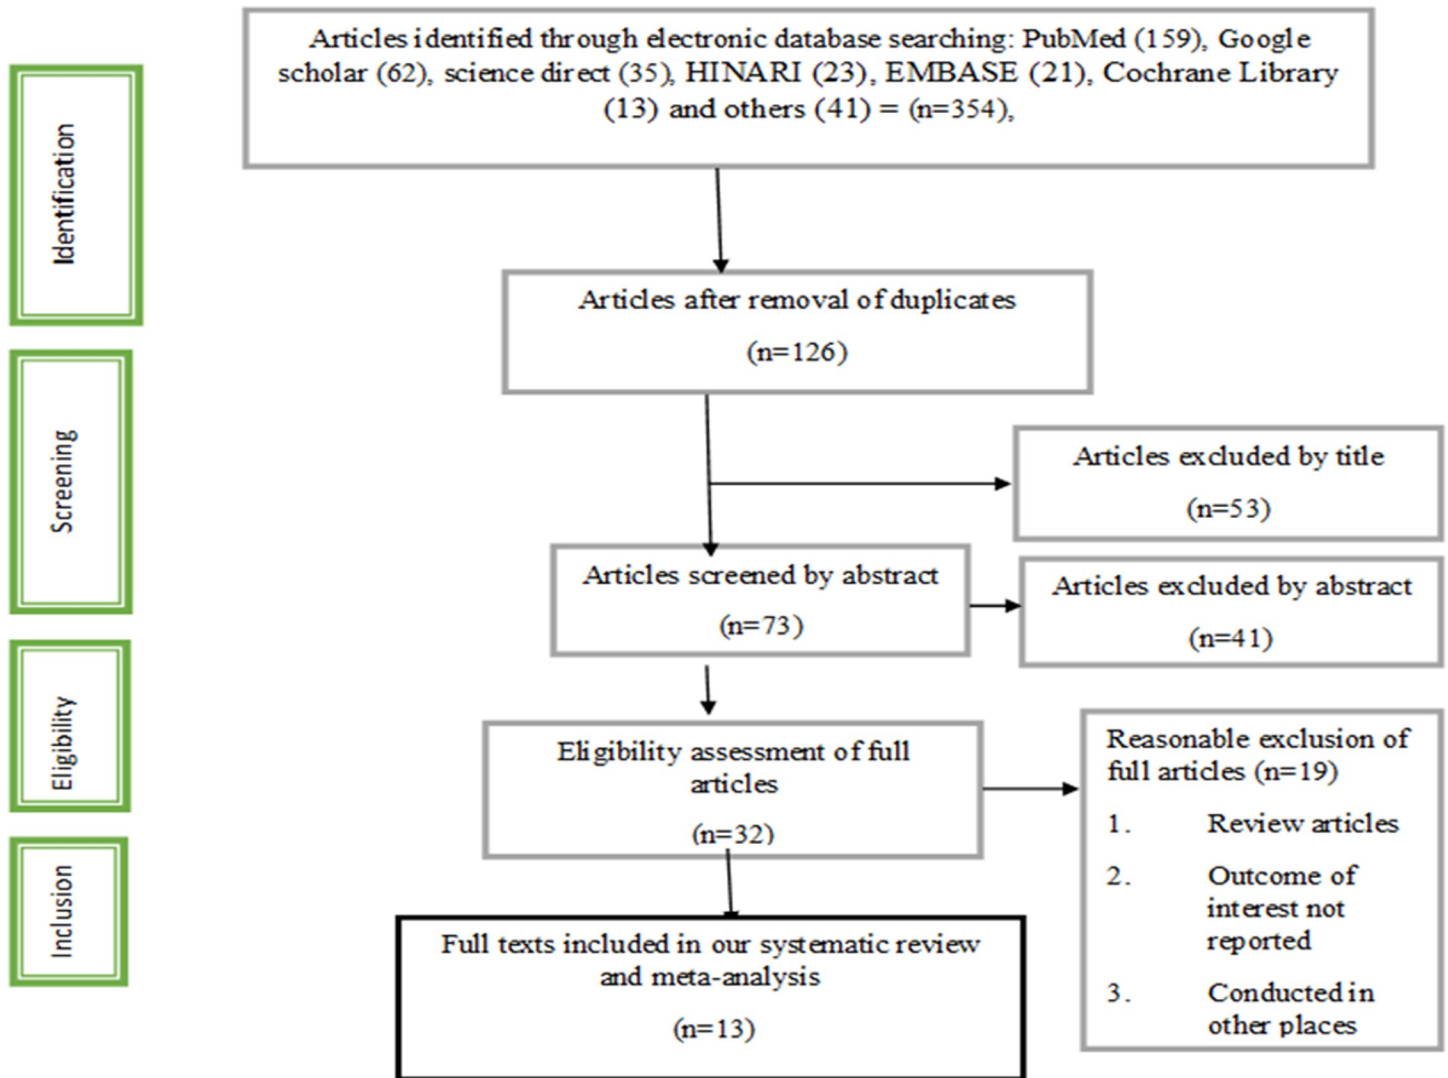 Articles identified through electronic database searching: PubMed (159), Google
scholar (62), science direct (35), HINARI (23), EMBASE (21), Cochrane Library
(13) and others (41) = (n=354),
Identification
Articles after removal of duplicates
(n=126)
Screening
Articles excluded by title
(n=53)
Articles screened by abstract
(n=73)
Articles excluded by abstract
(n=41)
Eligibility
Eligibility assessment of full
articles
(n=32)
Reasonable exclusion of
full articles (n=19)
1. Review articles
2. Outcome of
interest not
reported
3. Conducted in
other places
Inclusion
Full texts included in our systematic review
and meta-analysis
(n=13)